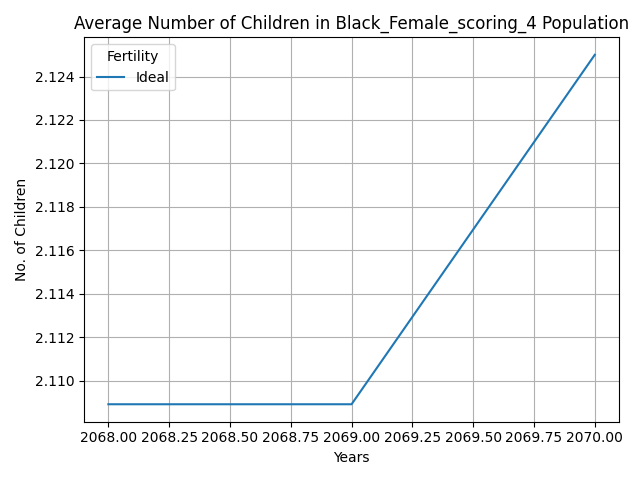 Average Number of Children in Black_Female_scoring_4 Population
Fertility
Ideal
2.124
2.122
2.120
2.118
2.116
2.114
2.112
2.110
No. of Children
2068.00 2068.25 2068.50 2068.75 2069.00 2069.25 2069.50 2069.75 2070.00
Years